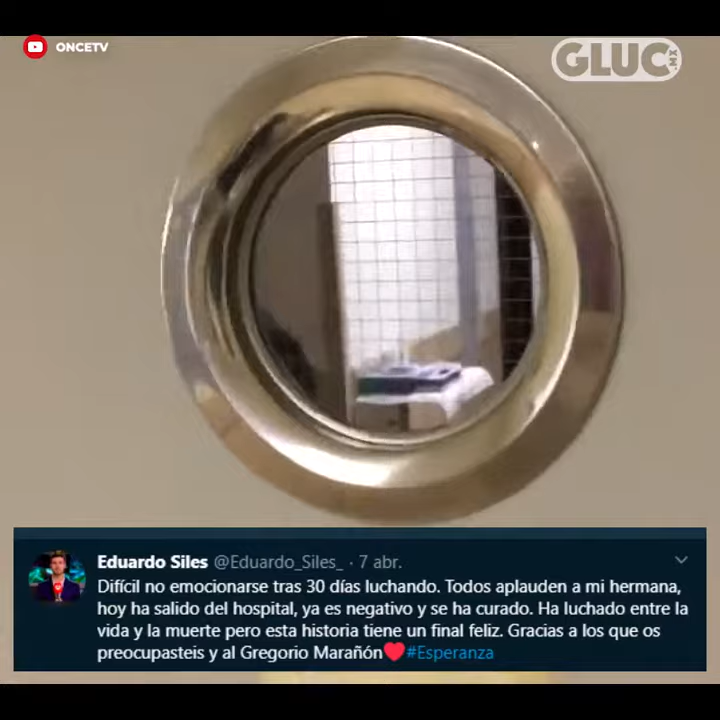 ONCETV
GLUC
MX
Eduardo Siles @Eduardo_Siles_ · 7 abr.
Difícil no emocionarse tras 30 días luchando. Todos aplauden a mi hermana,
hoy ha salido del hospital, ya es negativo y se ha curado. Ha luchado entre la
vida y la muerte pero esta historia tiene un final feliz. Gracias a los que os
preocupasteis y al Gregorio Marañón❤️#Esperanza